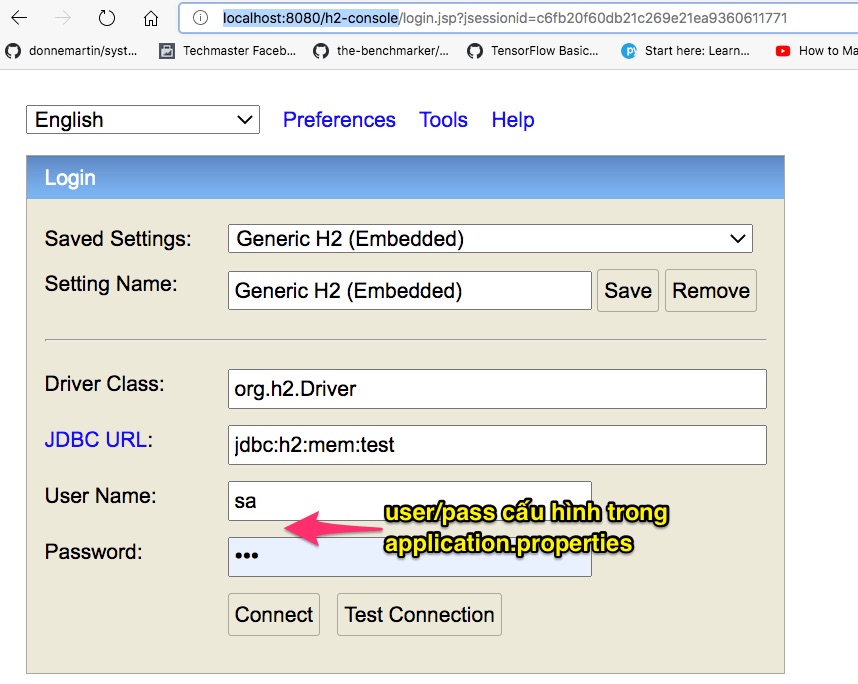 localhost:8080/h2-console/login.jsp?jsessionid=c6fb20f60db21c269e21ea9360611771
donnemartin/syst... Techmaster Faceb... the-benchmarker/... TensorFlow Basic... Start here: Learn... How to Ma
English Preferences Tools Help
Login
Saved Settings: Generic H2 (Embedded)
Setting Name: Generic H2 (Embedded) Save Remove
Driver Class: org.h2.Driver
JDBC URL: jdbc:h2:mem:test
User Name: sa
user/pass cấu hình trong
application.properties
Password: •••
Connect Test Connection